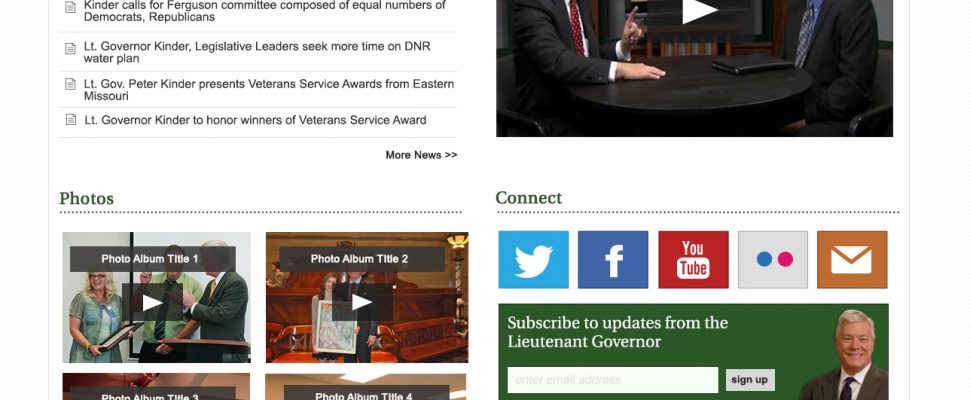 Kinder calls for Ferguson committee composed of equal numbers of
Democrats, Republicans
Lt. Governor Kinder, Legislative Leaders seek more time on DNR
water plan
Lt. Gov. Peter Kinder presents Veterans Service Awards from Eastern
Missouri
Lt. Governor Kinder to honor winners of Veterans Service Award
More News >>
Photos
Photo Album TItle 1
Photo Album TItle 2
Photo Album TItle 3
Photo Album TItle 4
Connect
You
Tube
Subscribe to updates from the
Lieutenant Governor
enter email address
sign up